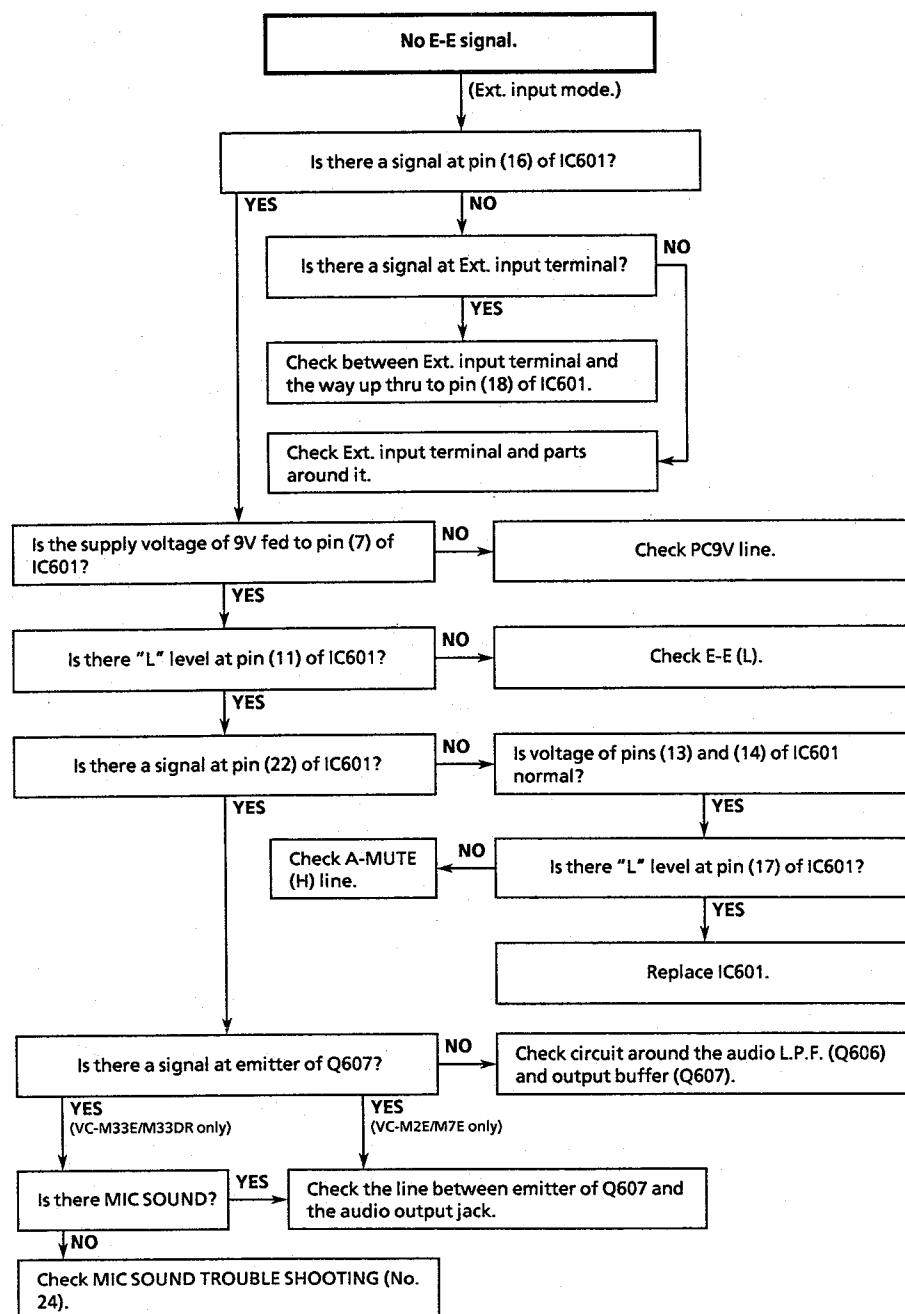 No E-E signal.
(Ext. input mode.)
Is there a signal at pin (16) of IC601?
YES
NO
Is there a signal at Ext. input terminal?
NO
YES
Check between Ext. input terminal and
the way up thru to pin (18) of IC601.
Check Ext. input terminal and parts
around it.
Is the supply voltage of 9V fed to pin (7) of
IC601?
NO
Check PC9V line.
YES
Is there "L" level at pin (11) of IC601?
NO
Check E-E (L).
YES
Is there a signal at pin (22) of IC601?
NO
Is voltage of pins (13) and (14) of IC601
normal?
YES
YES
Check A-MUTE
(H) line.
NO
Is there "L" level at pin (17) of IC601?
YES
Replace IC601.
Is there a signal at emitter of Q607?
NO
Check circuit around the audio L.P.F. (Q606)
and output buffer (Q607).
YES
(VC-M33E/M33DR only)
YES
(VC-M2E/M7E only)
Is there MIC SOUND?
YES
Check the line between emitter of Q607 and
the audio output jack.
NO
Check MIC SOUND TROUBLE SHOOTING (No.
24).